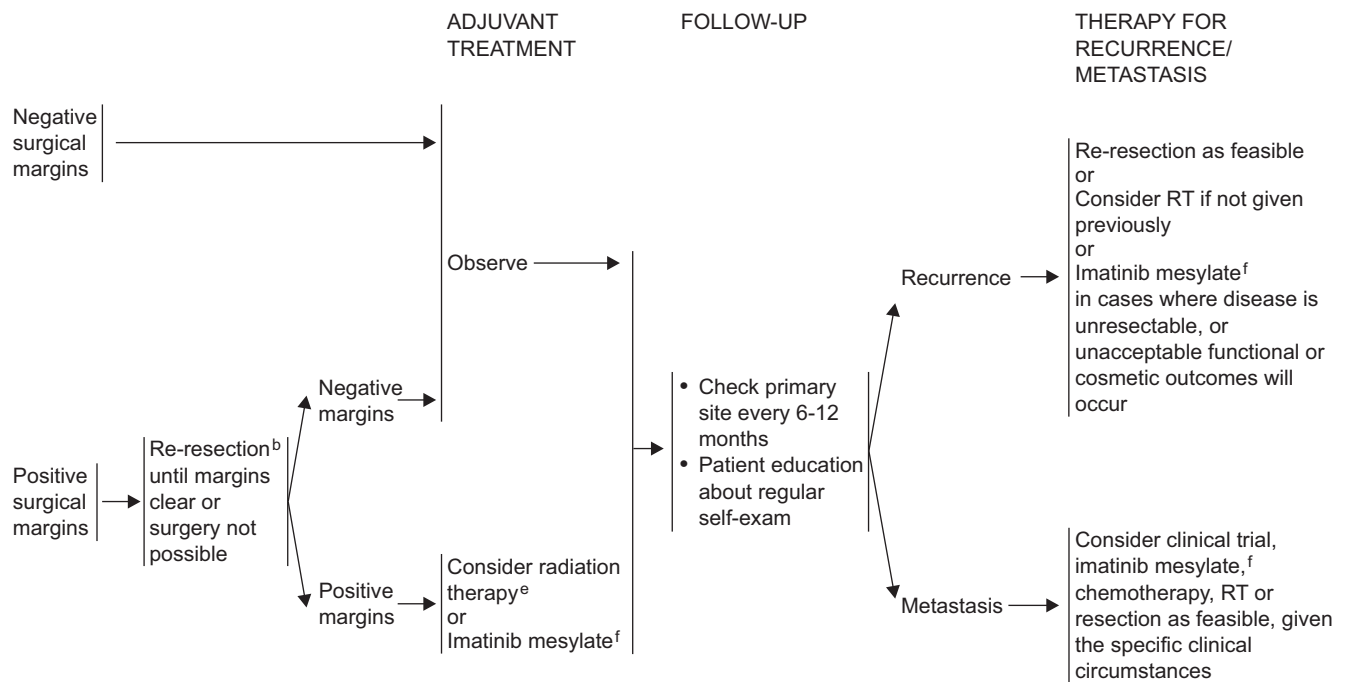 ADJUVANT
TREATMENT
FOLLOW-UP
THERAPY FOR
RECURRENCE/
METASTASIS
Negative
surgical
margins
Positive
surgical
margins
Re-resectionᵇ
until margins
clear or
surgery not
possible
Negative
margins
Positive
margins
Observe
Consider radiation
therapyᵉ
or
Imatinib mesylateᶠ
• Check primary
site every 6-12
months
• Patient education
about regular
self-exam
Recurrence
Metastasis
Re-resection as feasible
or
Consider RT if not given
previously
or
Imatinib mesylateᶠ
in cases where disease is
unresectable, or
unacceptable functional or
cosmetic outcomes will
occur
Consider clinical trial,
imatinib mesylate,ᶠ
chemotherapy, RT or
resection as feasible, given
the specific clinical
circumstances